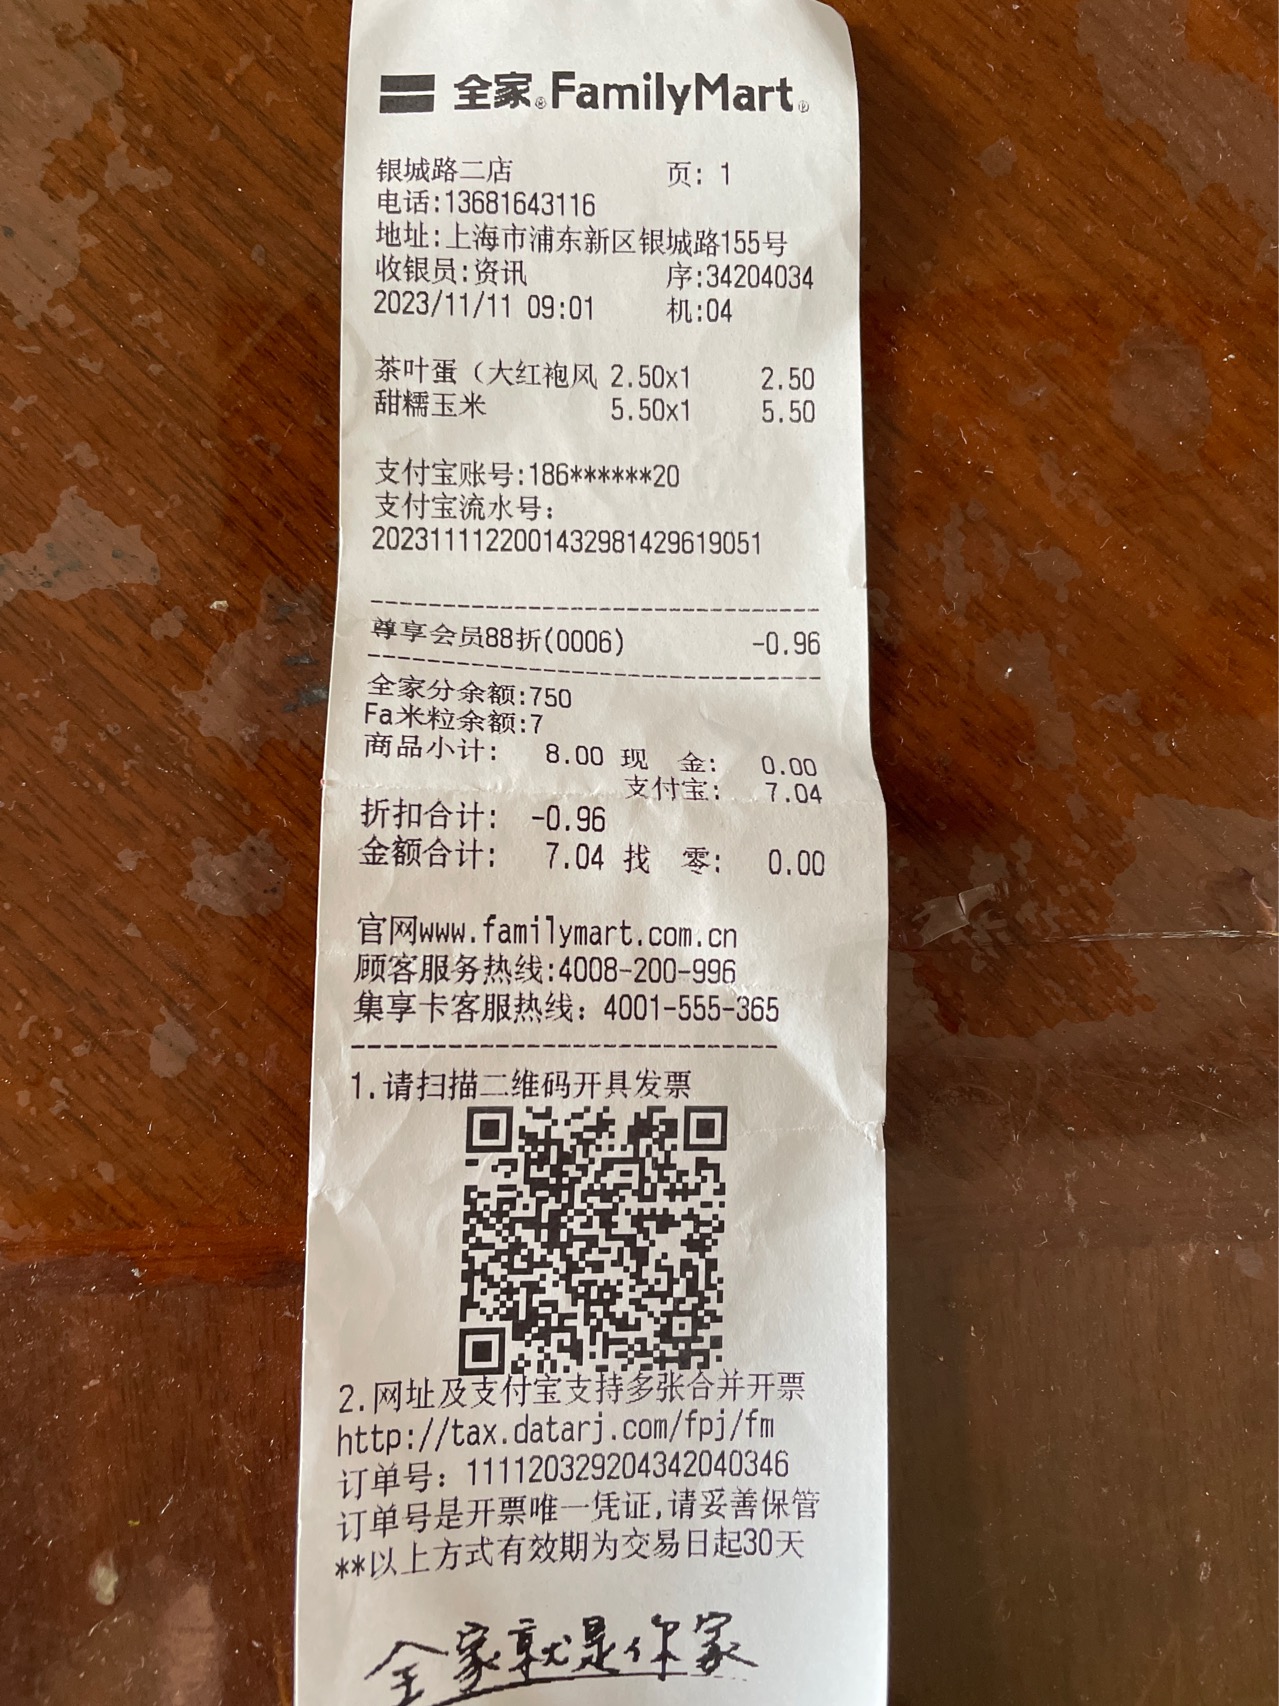 全家®FamilyMart®
银城路二店 页: 1
电话:13681643116
地址:上海市浦东新区银城路155号
收银员:资讯 序:34204034
2023/11/11 09:01 机:04
茶叶蛋（大红袍风 2.50x1 2.50
甜糯玉米 5.50x1 5.50
支付宝账号:186******20
支付宝流水号:
2023111122001432981429619051
尊享会员88折(0006) -0.96
全家分余额:750
Fa米粒余额:7
商品小计: 8.00 现 金: 0.00
支付宝: 7.04
折扣合计: -0.96
金额合计: 7.04 找 零: 0.00
官网www.familymart.com.cn
顾客服务热线:4008-200-996
集享卡客服热线: 4001-555-365
1.请扫描二维码开具发票
2.网址及支付宝支持多张合并开票
http://tax.datarj.com/fpj/fm
订单号: 111120329204342040346
订单号是开票唯一凭证,请妥善保管
**以上方式有效期为交易日起30天
全家就是你家